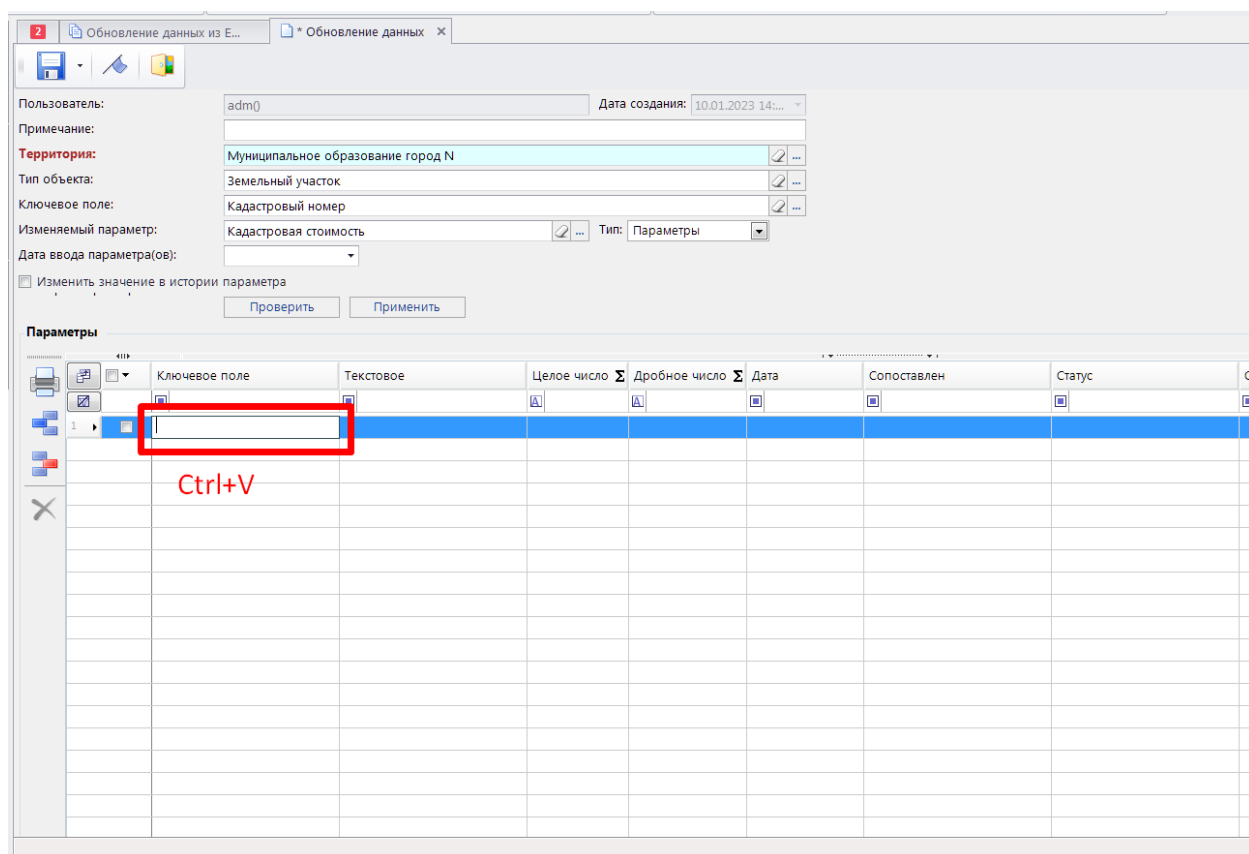 2 Обновление данных из Е... * Обновление данных
Пользователь: adm() Дата создания: 10.01.2023 14:...
Примечание:
Территория: Муниципальное образование город N
Тип объекта: Земельный участок
Ключевое поле: Кадастровый номер
Изменяемый параметр: Кадастровая стоимость Тип: Параметры
Дата ввода параметра(ов):
Изменить значение в истории параметра
Проверить Применить
Параметры
Ключевое поле Текстовое Целое число Σ Дробное число Σ Дата Сопоставлен Статус
A A
1
Ctrl+V